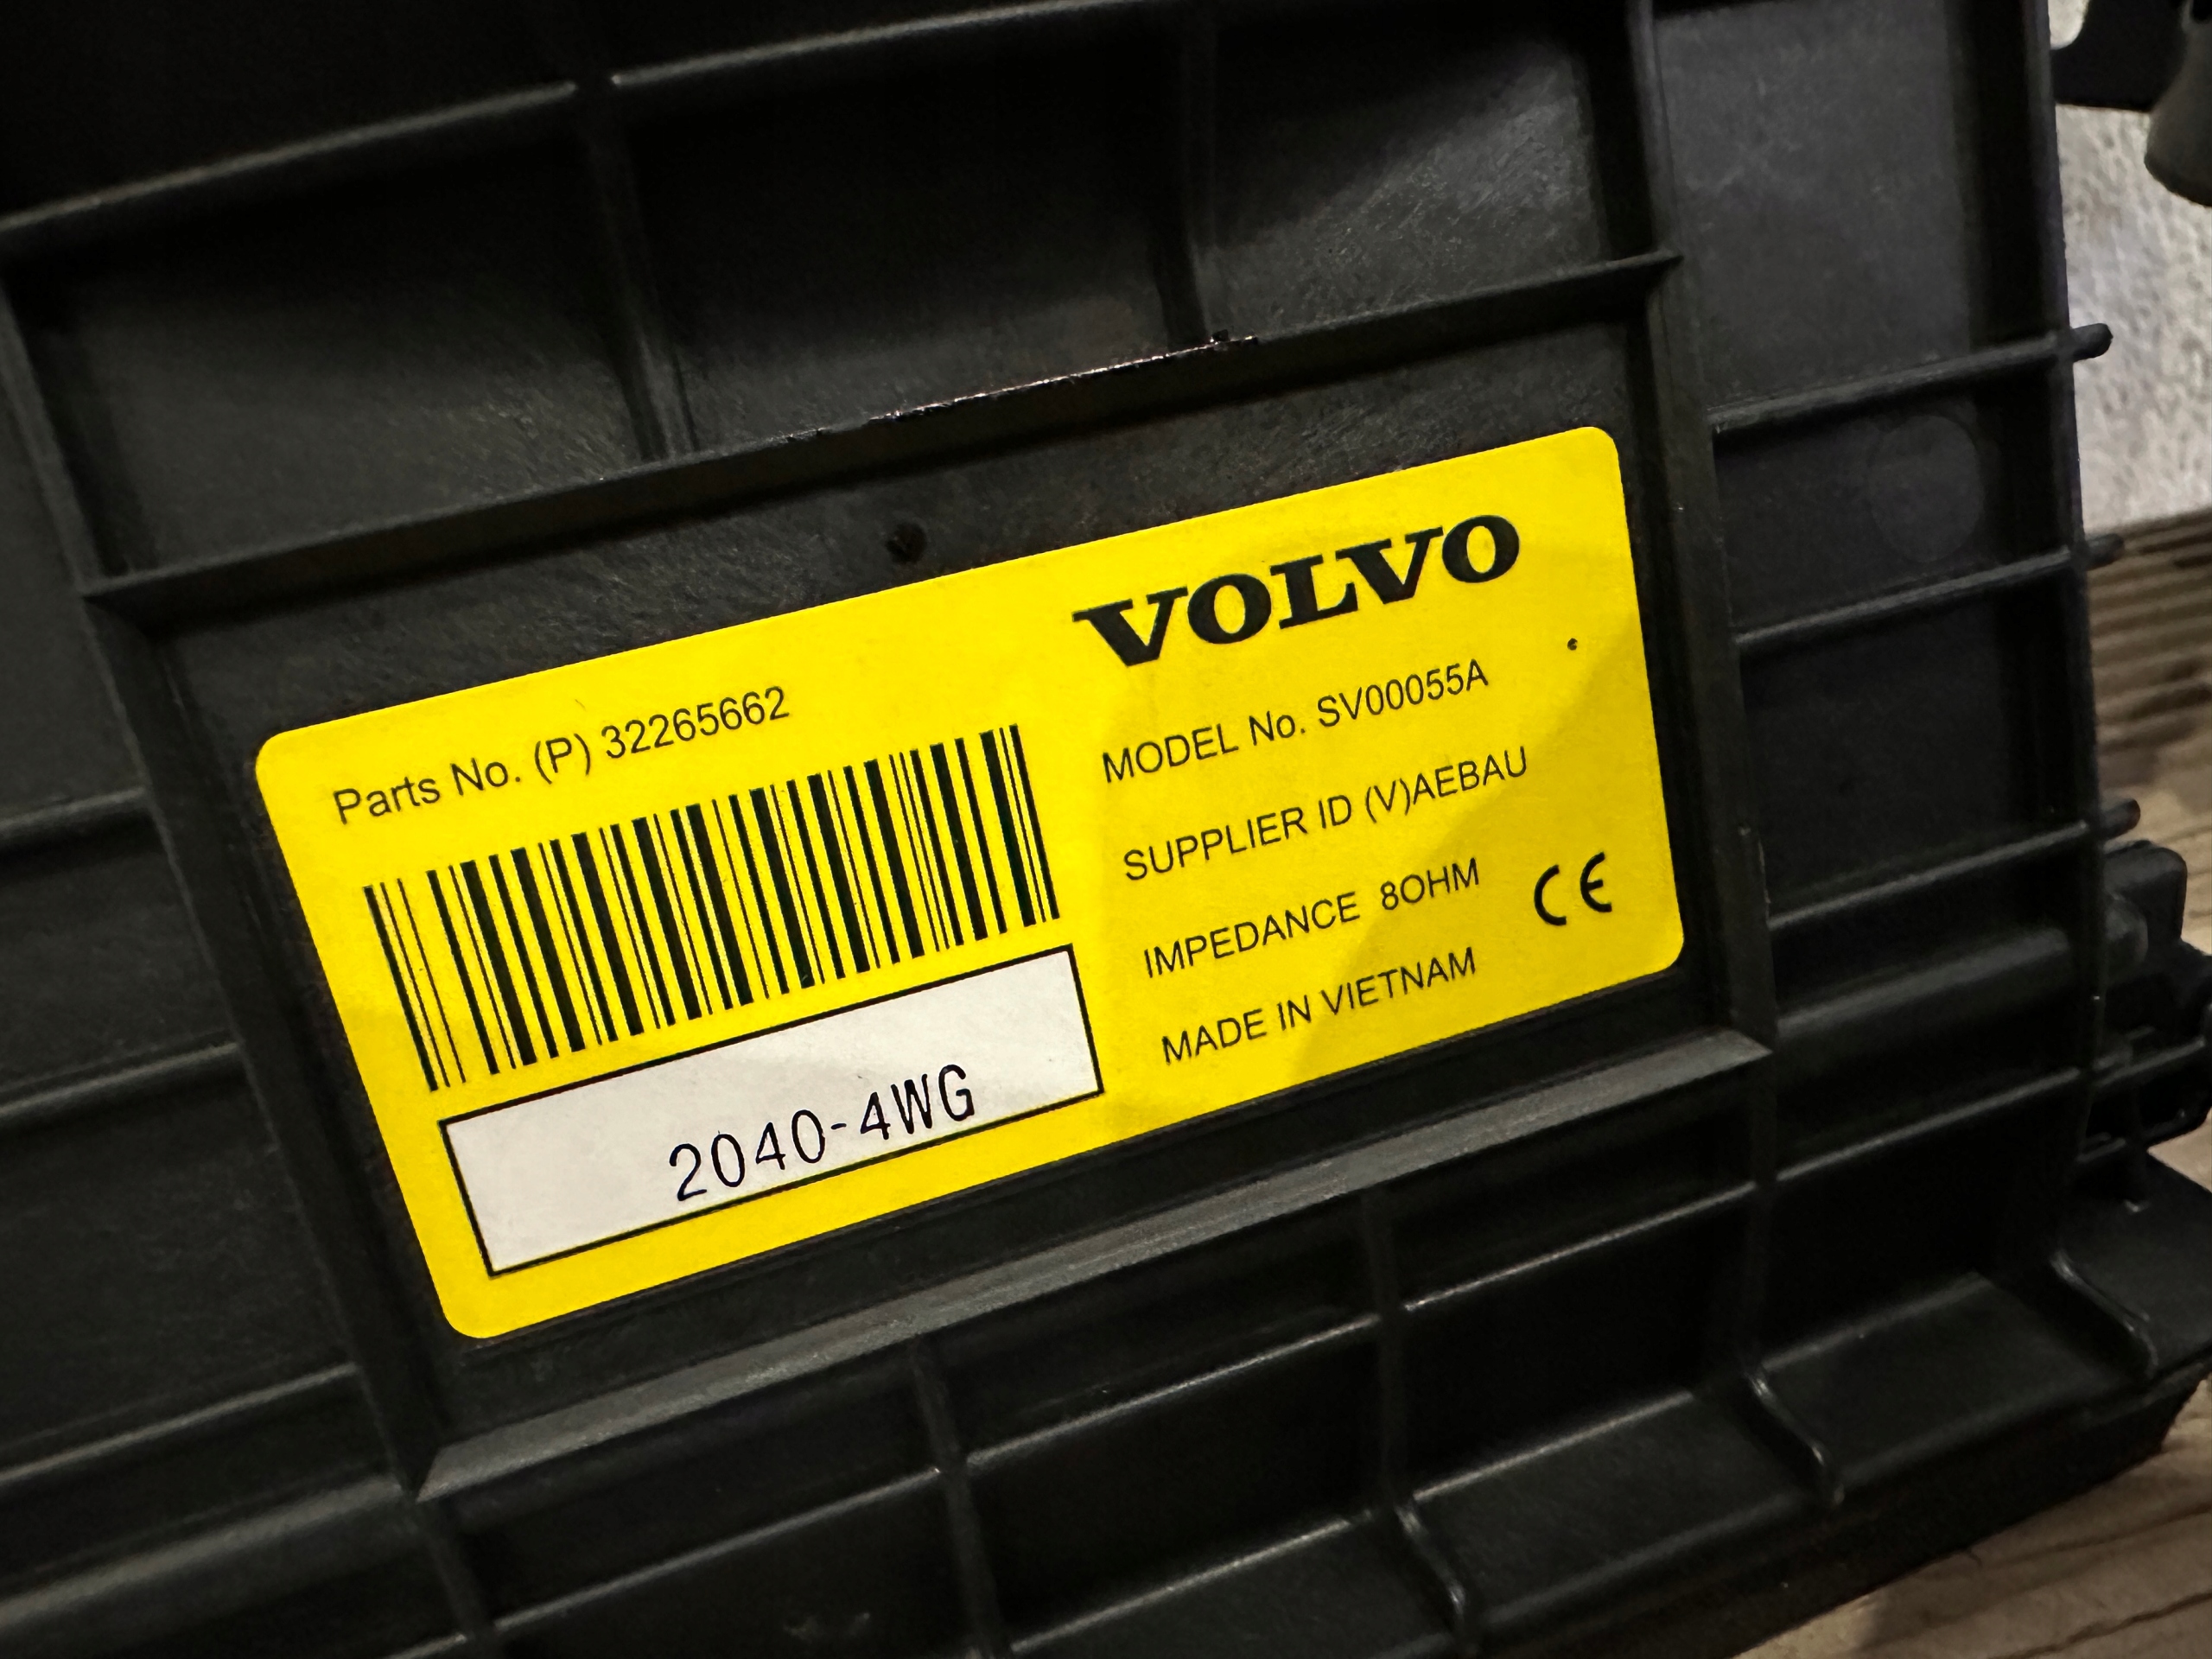 VOLVO
Parts No. (P) 32265662
MODEL No. SV00055A
SUPPLIER ID (V)AEBAU
IMPEDANCE 8OHM
CE
MADE IN VIETNAM
2040-4WG